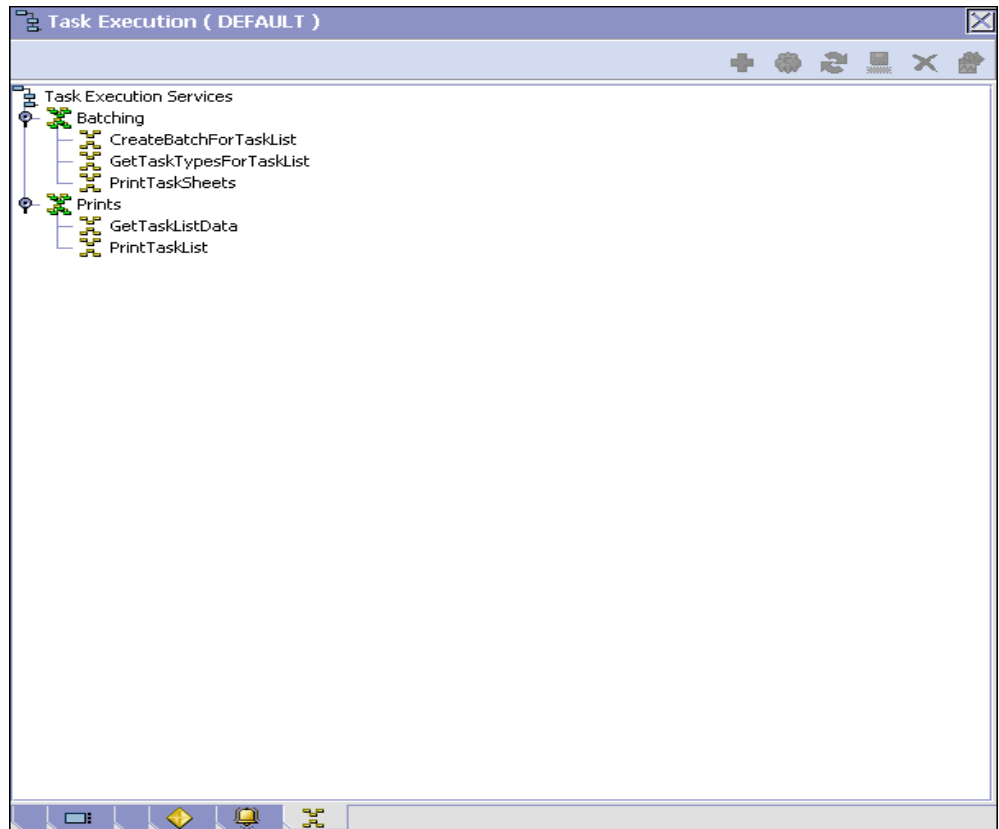 Task Execution ( DEFAULT )
Task Execution Services
Batching
CreateBatchForTaskList
GetTaskTypesForTaskList
PrintTaskSheets
Prints
GetTaskListData
PrintTaskList